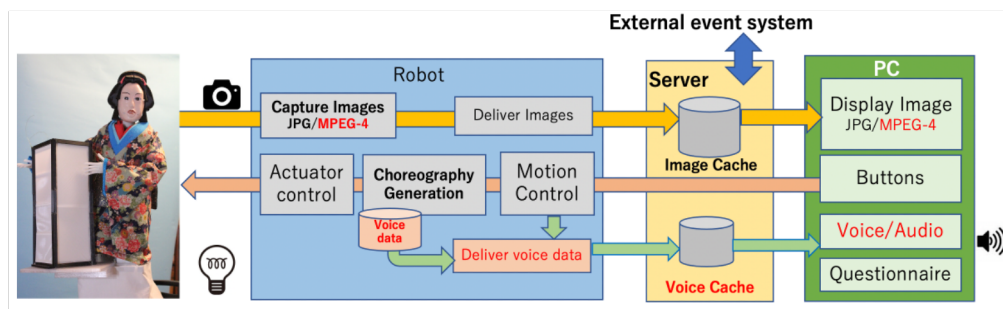 External event system
Robot
Server
PC
Capture Images
JPG/MPEG-4
Deliver Images
Image Cache
Display Image
JPG/MPEG-4
Actuator
control
Choreography
Generation
Motion
Control
Buttons
Voice
data
Deliver voice data
Voice Cache
Voice/Audio
Questionnaire